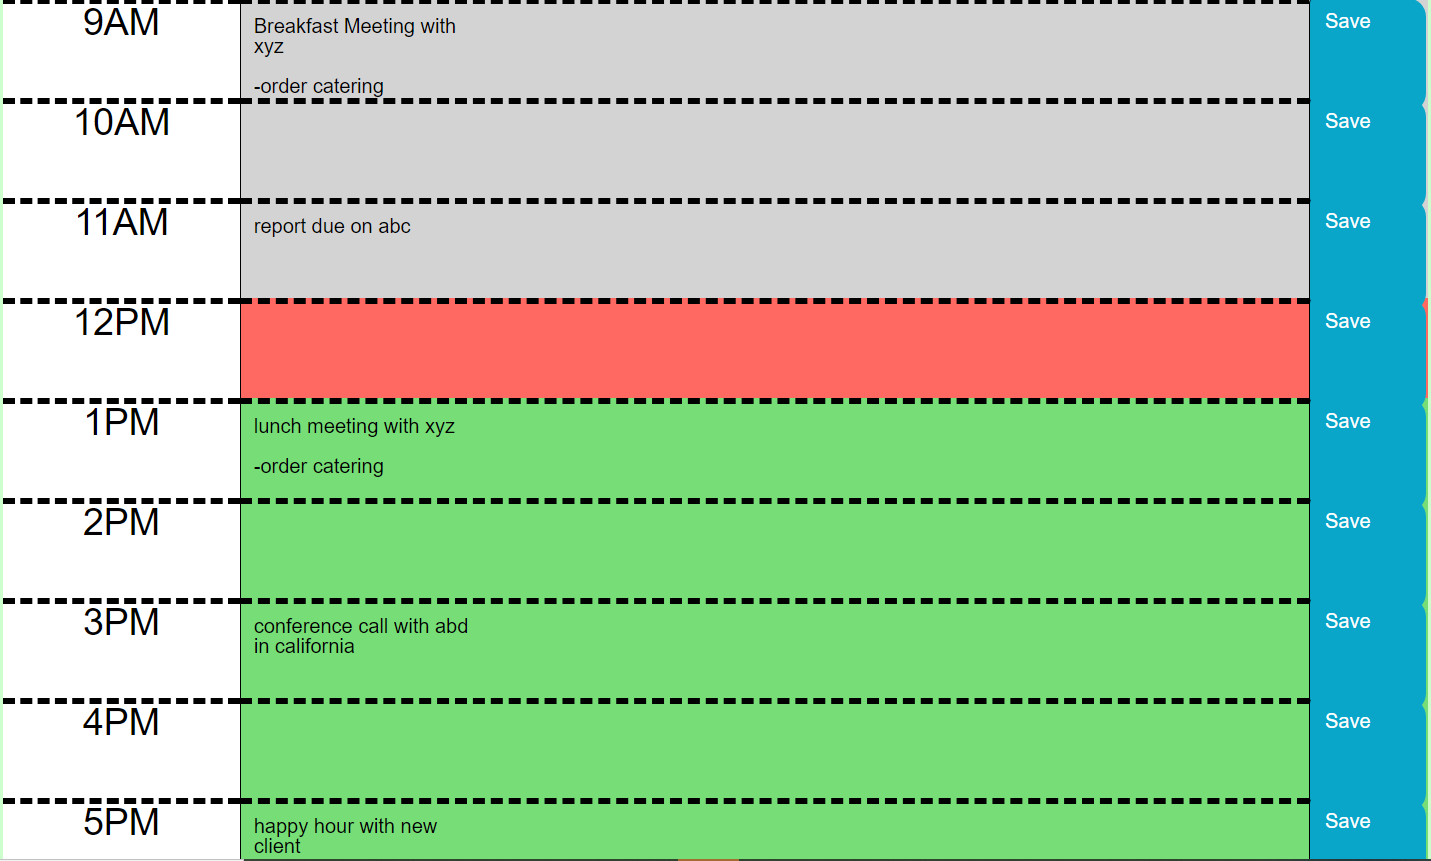 9AM
Breakfast Meeting with
xyz
-order catering
Save
10AM
Save
11AM
report due on abc
Save
12PM
Save
1PM
lunch meeting with xyz
-order catering
Save
2PM
Save
3PM
conference call with abd
in california
Save
4PM
Save
5PM
happy hour with new
client
Save